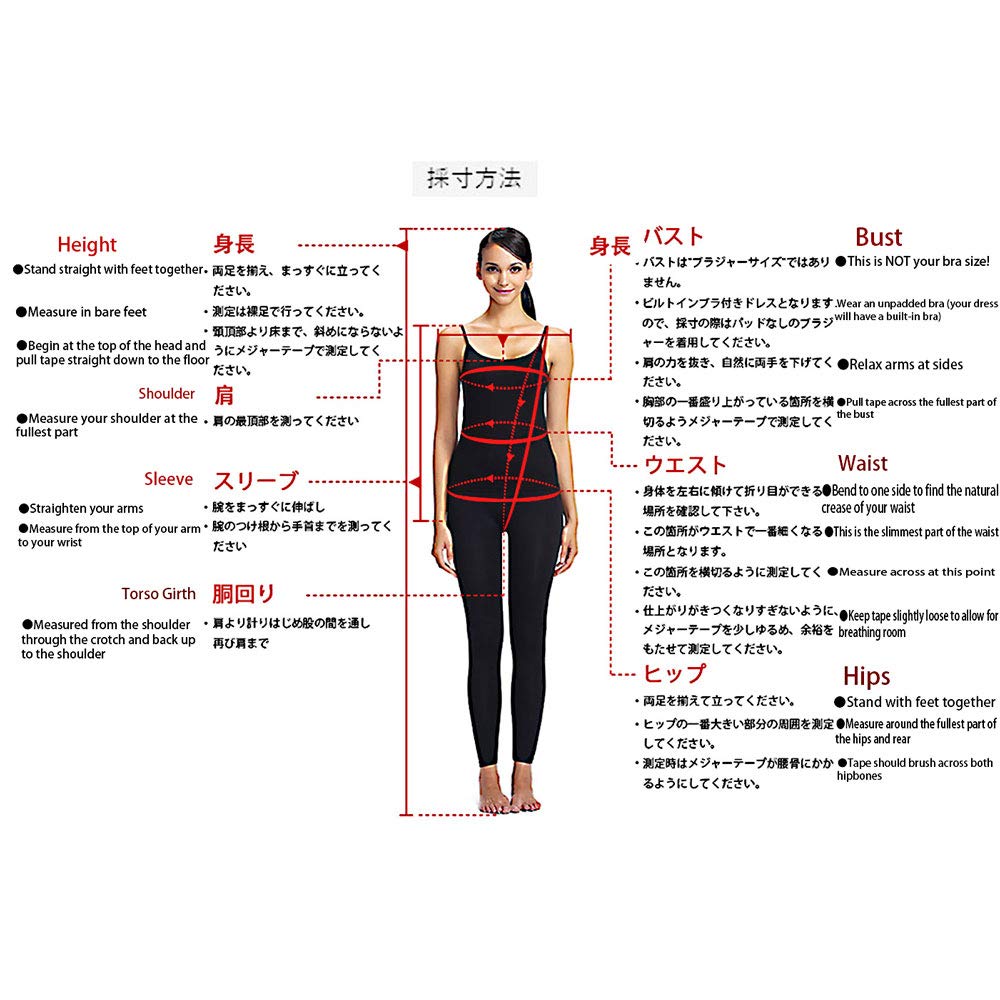 採寸方法
Height
●Stand straight with feet together
●Measure in bare feet
●Begin at the top of the head and
pull tape straight down to the floor
身長
・両足を揃え、まっすぐに立ってく
ださい。
・測定は裸足で行ってください。
・頭頂部より床まで、斜めにならないよ
うにメジャーテープで測定してく
ださい。
Shoulder
●Measure your shoulder at the
fullest part
肩
・肩の最頂部を測ってください
Sleeve
●Straighten your arms
●Measure from the top of your arm
to your wrist
スリーブ
・腕をまっすぐに伸ばし
・腕のつけ根から手首までを測ってく
ださい
Torso Girth
●Measured from the shoulder
through the crotch and back up
to the shoulder
胴回り
・肩より計りはじめ股の間を通し
再び肩まで
身長
バスト
・バストは"ブラジャーサイズ"ではあり
ません。
・ビルトインブラ付きドレスとなります
ので、採寸の際はパッドなしのブラジ
ャーを着用してください。
・肩の力を抜き、自然に両手を下げてく
ださい。
・胸部の一番盛り上がっている箇所を横
切るようメジャーテープで測定してく
ださい。
Bust
●This is NOT your bra size!
.Wear an unpadded bra (your dress
will have a built-in bra)
●Relax arms at sides
●Pull tape across the fullest part of
the bust
ウエスト
・身体を左右に傾けて折り目ができる
場所を確認して下さい。
・この箇所がウエストで一番細くなる
場所となります。
・この箇所を横切るように測定してく
ださい。
・仕上がりがきつくなりすぎないように、
メジャーテープを少しゆるめ、余裕を
もたせて測定してください。
Waist
●Bend to one side to find the natural
crease of your waist
●This is the slimmest part of the waist
●Measure across at this point
●Keep tape slightly loose to allow for
breathing room
ヒップ
・両足を揃えて立ってください。
・ヒップの一番大きい部分の周囲を測定
してください。
・測定時はメジャーテープが腰骨にかか
るようにしてください。
Hips
●Stand with feet together
●Measure around the fullest part of
the hips and rear
●Tape should brush across both
hipbones